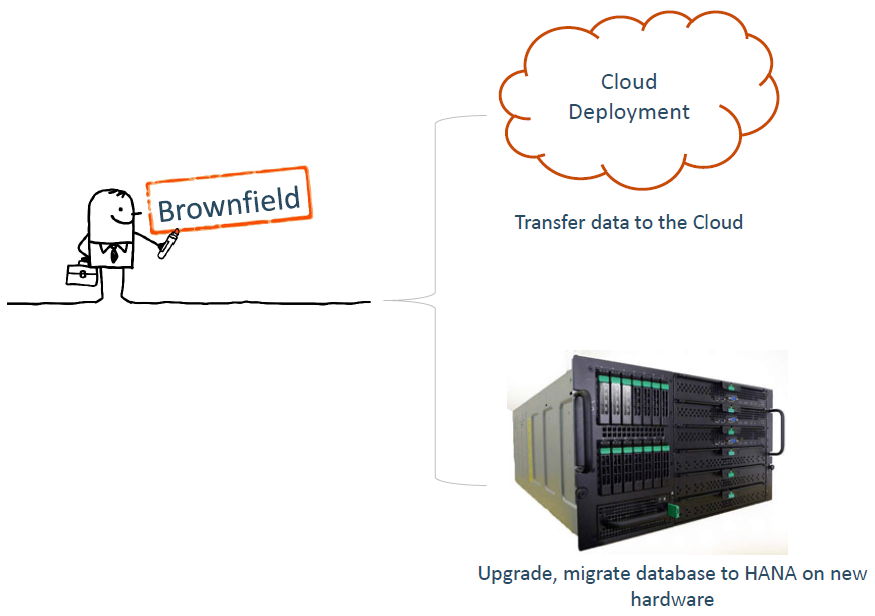 Cloud
Deployment
Brownfield
Transfer data to the Cloud
Upgrade, migrate database to HANA on new
hardware